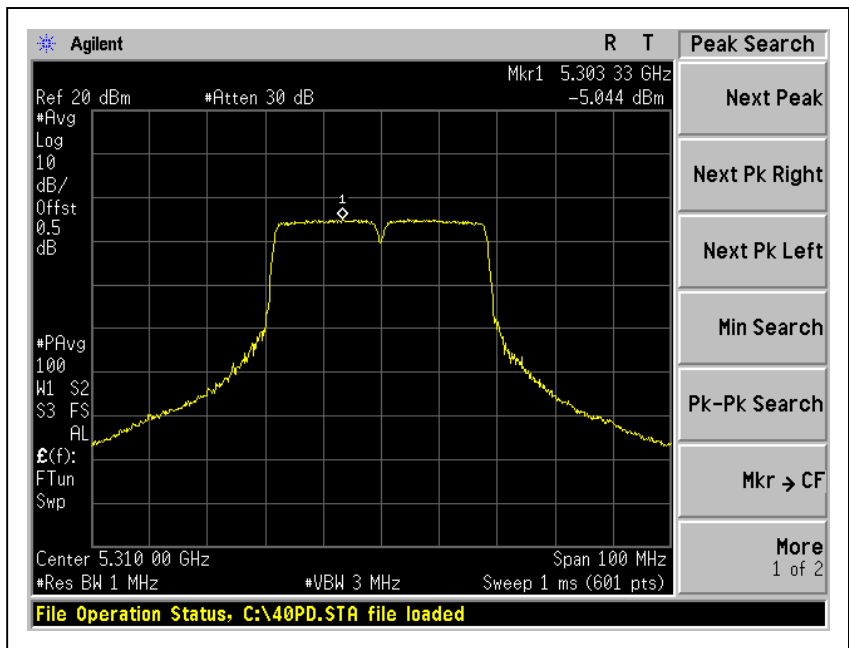 Agilent R T
Peak Search
Mkr1 5.303 33 GHz
Ref 20 dBm #Atten 30 dB -5.044 dBm
#Avg
Log
10
dB/
Offst
0.5
dB
1
#PAvg
100
W1 S2
S3 FS
AL
£(f):
FTun
Swp
Center 5.310 00 GHz Span 100 MHz
#Res BW 1 MHz #VBW 3 MHz Sweep 1 ms (601 pts)
File Operation Status, C:\40PD.STA file loaded
Next Peak
Next Pk Right
Next Pk Left
Min Search
Pk-Pk Search
Mkr → CF
More
1 of 2